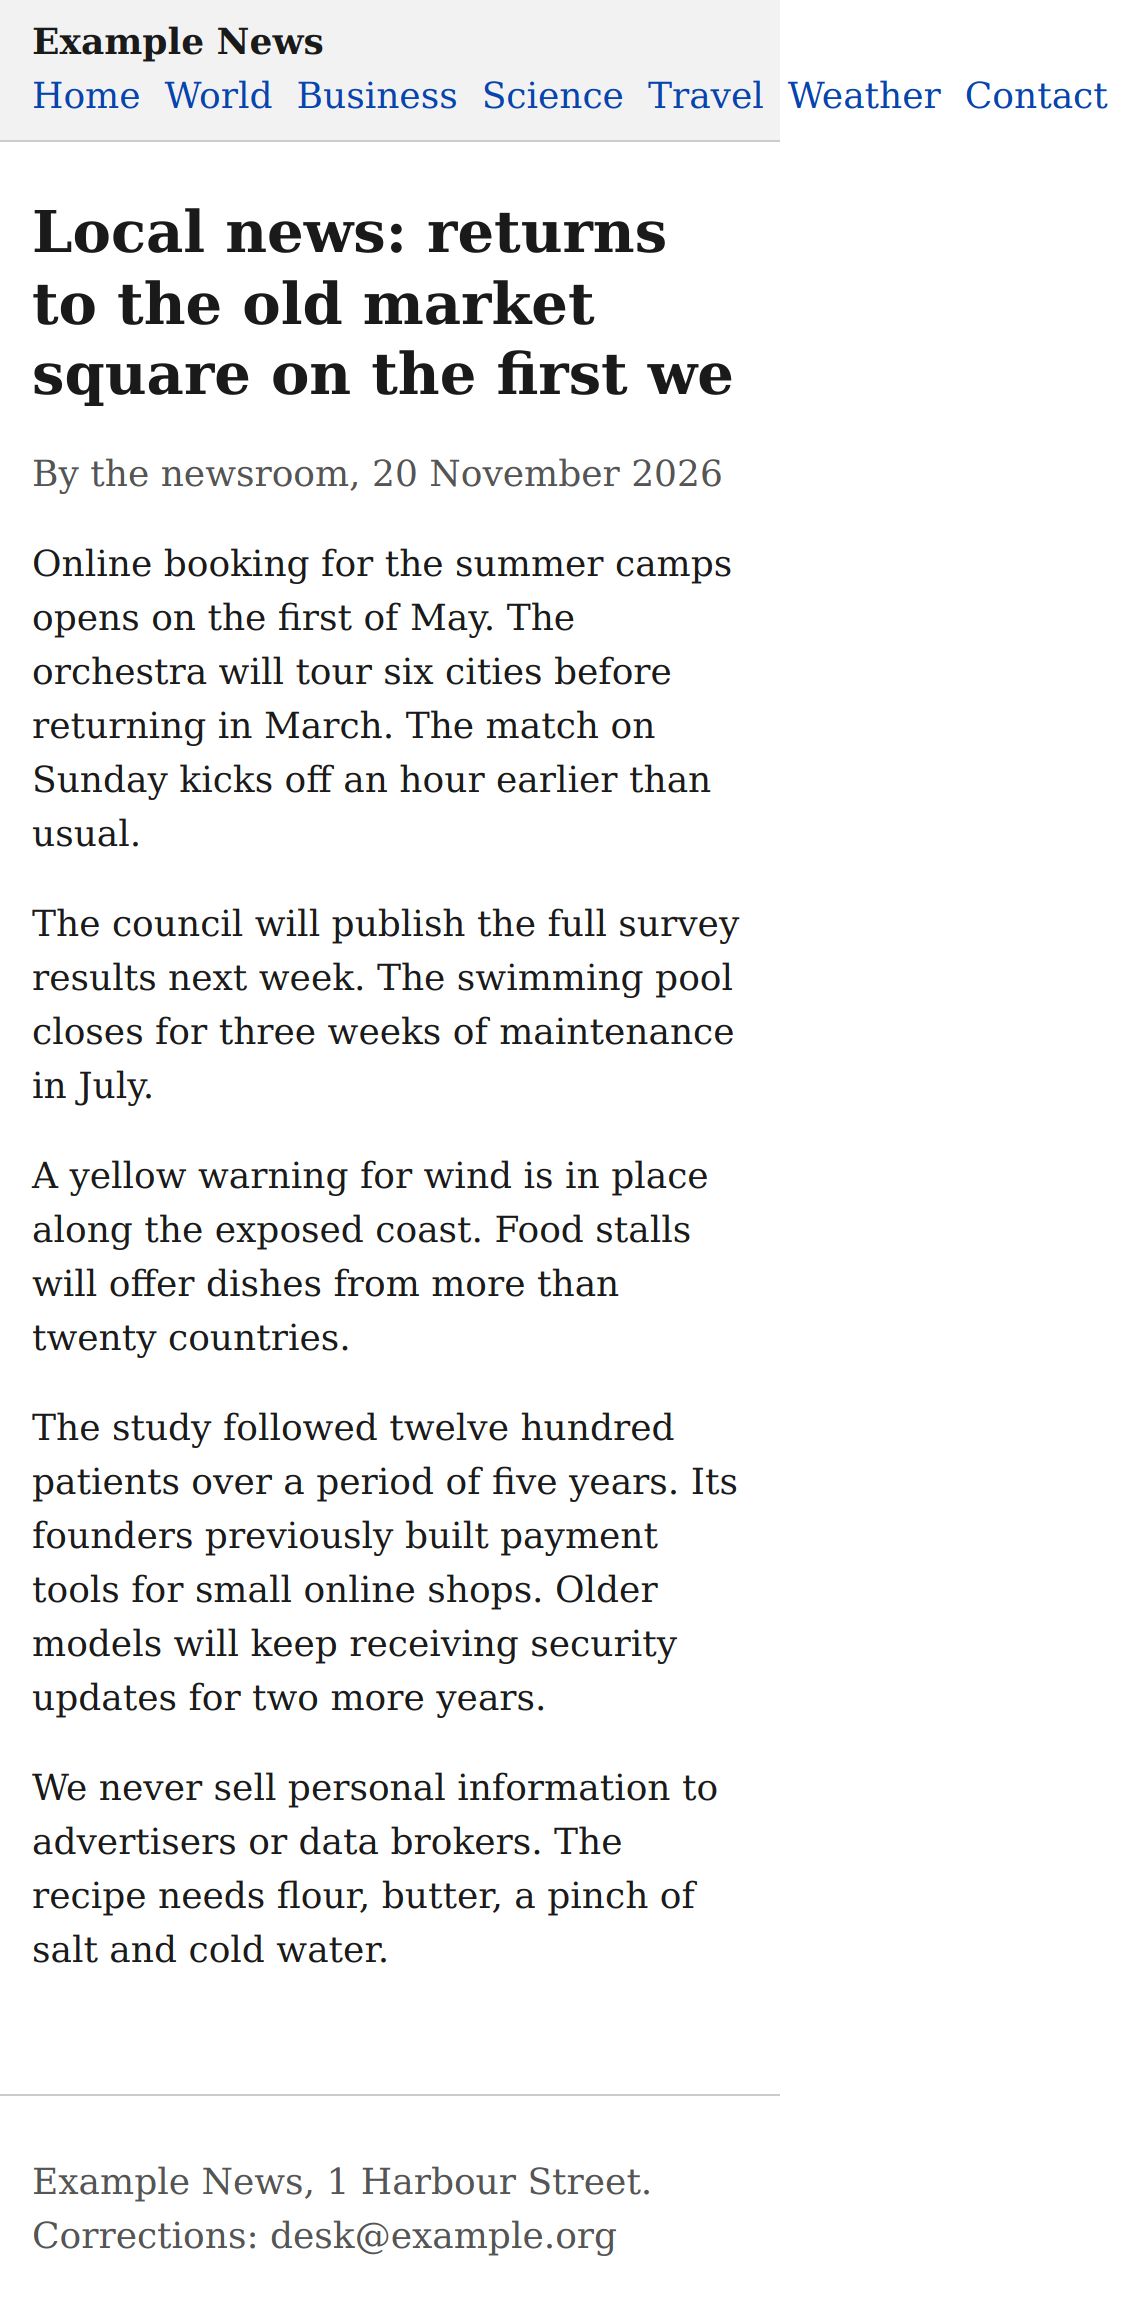 Example News
Home World Business Science Travel Weather Contact
Local news: returns
to the old market
square on the first we
By the newsroom, 20 November 2026
Online booking for the summer camps
opens on the first of May. The
orchestra will tour six cities before
returning in March. The match on
Sunday kicks off an hour earlier than
usual.
The council will publish the full survey
results next week. The swimming pool
closes for three weeks of maintenance
in July.
A yellow warning for wind is in place
along the exposed coast. Food stalls
will offer dishes from more than
twenty countries.
The study followed twelve hundred
patients over a period of five years. Its
founders previously built payment
tools for small online shops. Older
models will keep receiving security
updates for two more years.
We never sell personal information to
advertisers or data brokers. The
recipe needs flour, butter, a pinch of
salt and cold water.
Example News, 1 Harbour Street.
Corrections: desk@example.org